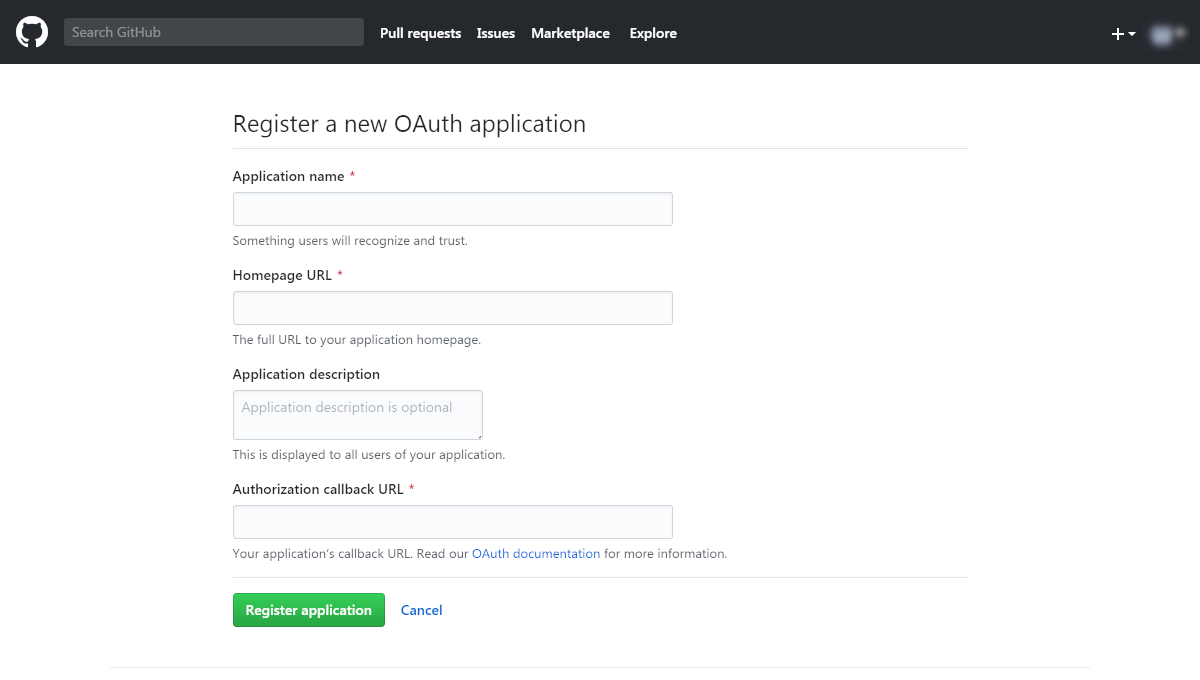 Search GitHub
Pull requests Issues Marketplace Explore
Register a new OAuth application
Application name *
Something users will recognize and trust.
Homepage URL *
The full URL to your application homepage.
Application description
Application description is optional
This is displayed to all users of your application.
Authorization callback URL *
Your application's callback URL. Read our OAuth documentation for more information.
Register application Cancel